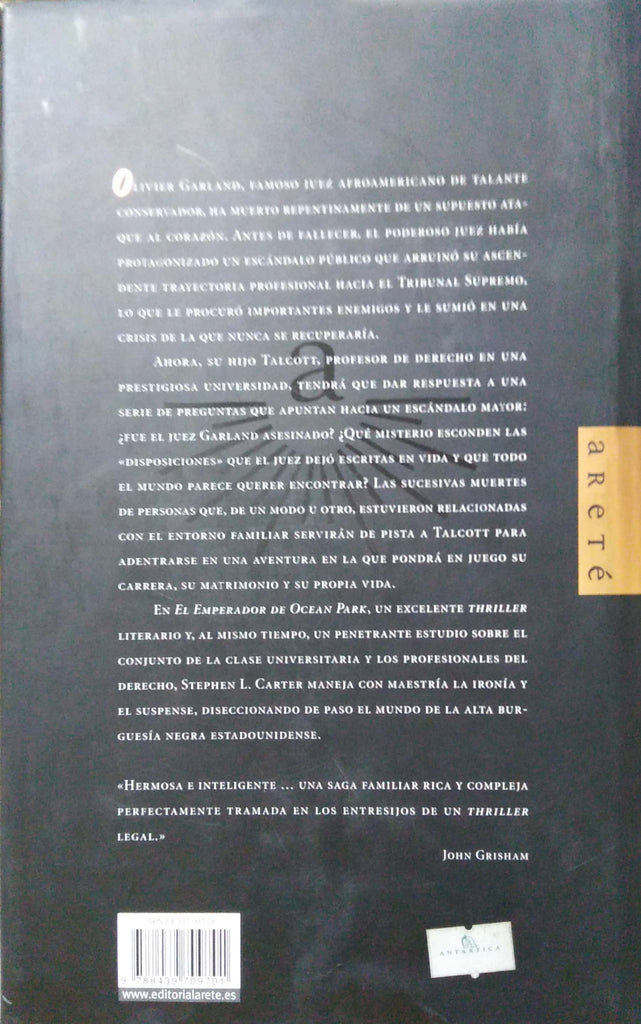 OLIVIER GARLAND, FAMOSO JUEZ AFROAMERICANO DE TALANTE
CONSERVADOR, HA MUERTO REPENTINAMENTE DE UN SUPUESTO ATA-
QUE AL CORAZÓN. ANTES DE FALLECER, EL PODEROSO JUEZ HABÍA
PROTAGONIZADO UN ESCÁNDALO PÚBLICO QUE ARRUINÓ SU ASCEN-
DENTE TRAYECTORIA PROFESIONAL HACIA EL TRIBUNAL SUPREMO,
LO QUE LE PROCURÓ IMPORTANTES ENEMIGOS Y LE SUMIÓ EN UNA
CRISIS DE LA QUE NUNCA SE RECUPERARÍA.
AHORA, SU HIJO TALCOTT, PROFESOR DE DERECHO EN UNA
PRESTIGIOSA UNIVERSIDAD, TENDRÁ QUE DAR RESPUESTA A UNA
SERIE DE PREGUNTAS QUE APUNTAN HACIA UN ESCÁNDALO MAYOR:
¿FUE EL JUEZ GARLAND ASESINADO? ¿QUÉ MISTERIO ESCONDEN LAS
«DISPOSICIONES» QUE EL JUEZ DEJÓ ESCRITAS EN VIDA Y QUE TODO
EL MUNDO PARECE QUERER ENCONTRAR? LAS SUCESIVAS MUERTES
DE PERSONAS QUE, DE UN MODO U OTRO, ESTUVIERON RELACIONADAS
CON EL ENTORNO FAMILIAR SERVIRÁN DE PISTA A TALCOTT PARA
ADENTRARSE EN UNA AVENTURA EN LA QUE PONDRÁ EN JUEGO SU
CARRERA, SU MATRIMONIO Y SU PROPIA VIDA.
EN EL EMPERADOR DE OCEAN PARK, UN EXCELENTE THRILLER
LITERARIO Y, AL MISMO TIEMPO, UN PENETRANTE ESTUDIO SOBRE EL
CONJUNTO DE LA CLASE UNIVERSITARIA Y LOS PROFESIONALES DEL
DERECHO, STEPHEN L. CARTER MANEJA CON MAESTRÍA LA IRONÍA Y
EL SUSPENSE, DISECCIONANDO DE PASO EL MUNDO DE LA ALTA BUR-
GUESÍA NEGRA ESTADOUNIDENSE.
«HERMOSA E INTELIGENTE ... UNA SAGA FAMILIAR RICA Y COMPLEJA
PERFECTAMENTE TRAMADA EN LOS ENTRESIJOS DE UN THRILLER
LEGAL.»
JOHN GRISHAM
a
areté
9 788439 709701
www.editorialarete.es
ANTARTICA